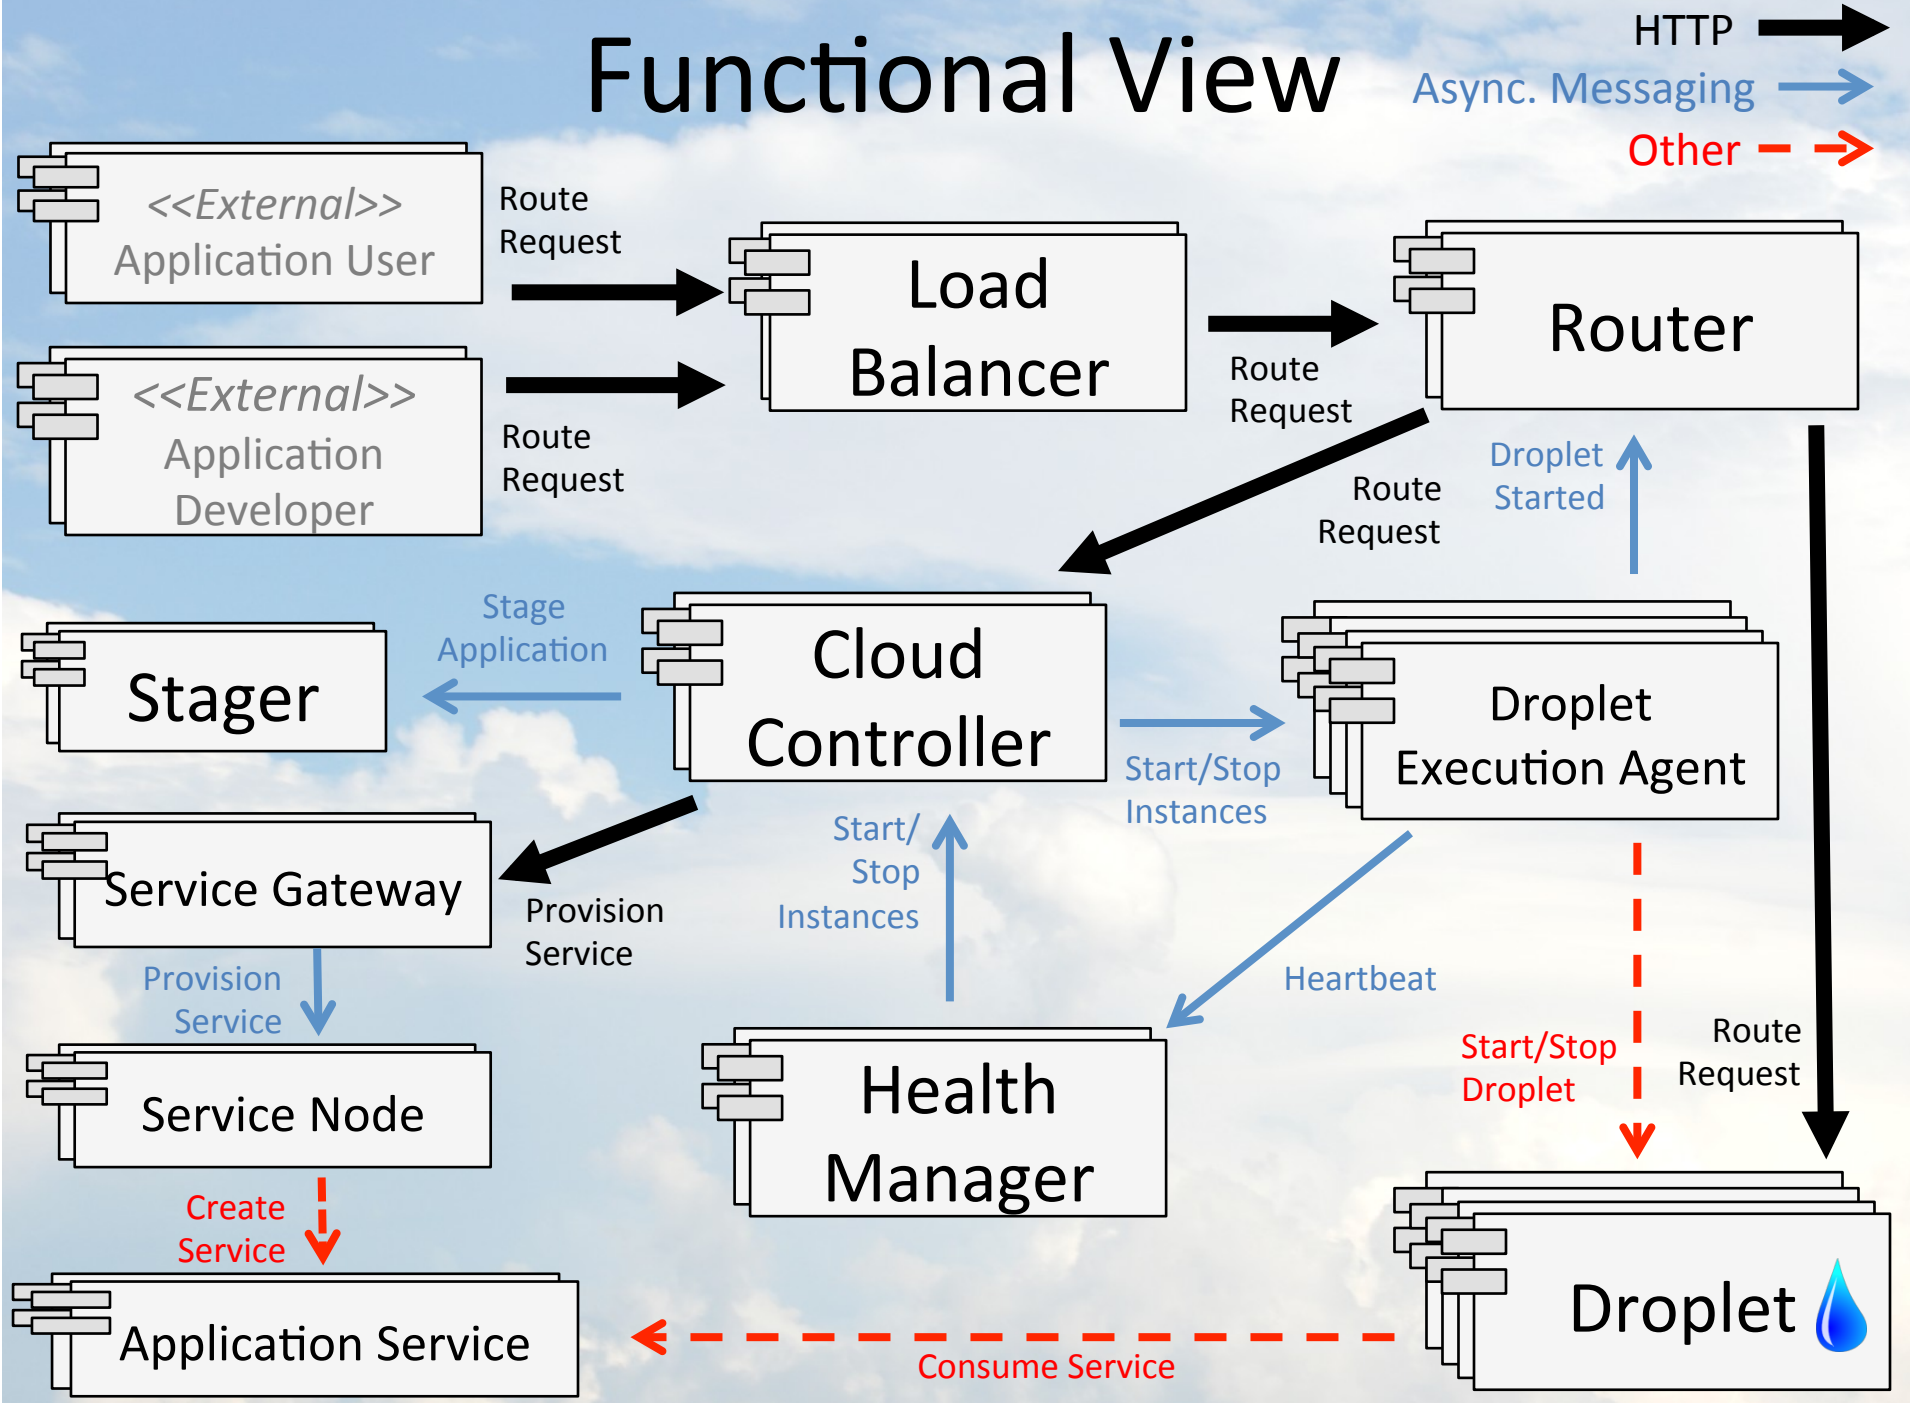 Functional View
HTTP
Async. Messaging
Other
<<External>>
Application User
Route
Request
Load
Balancer
Router
<<External>>
Application
Developer
Route
Request
Route
Request
Route
Request
Droplet
Started
Stage
Application
Stager
Cloud
Controller
Start/Stop
Instances
Droplet
Execution Agent
Service Gateway
Provision
Service
Start/
Stop
Instances
Heartbeat
Provision
Service
Start/Stop
Droplet
Route
Request
Service Node
Health
Manager
Create
Service
Application Service
Consume Service
Droplet